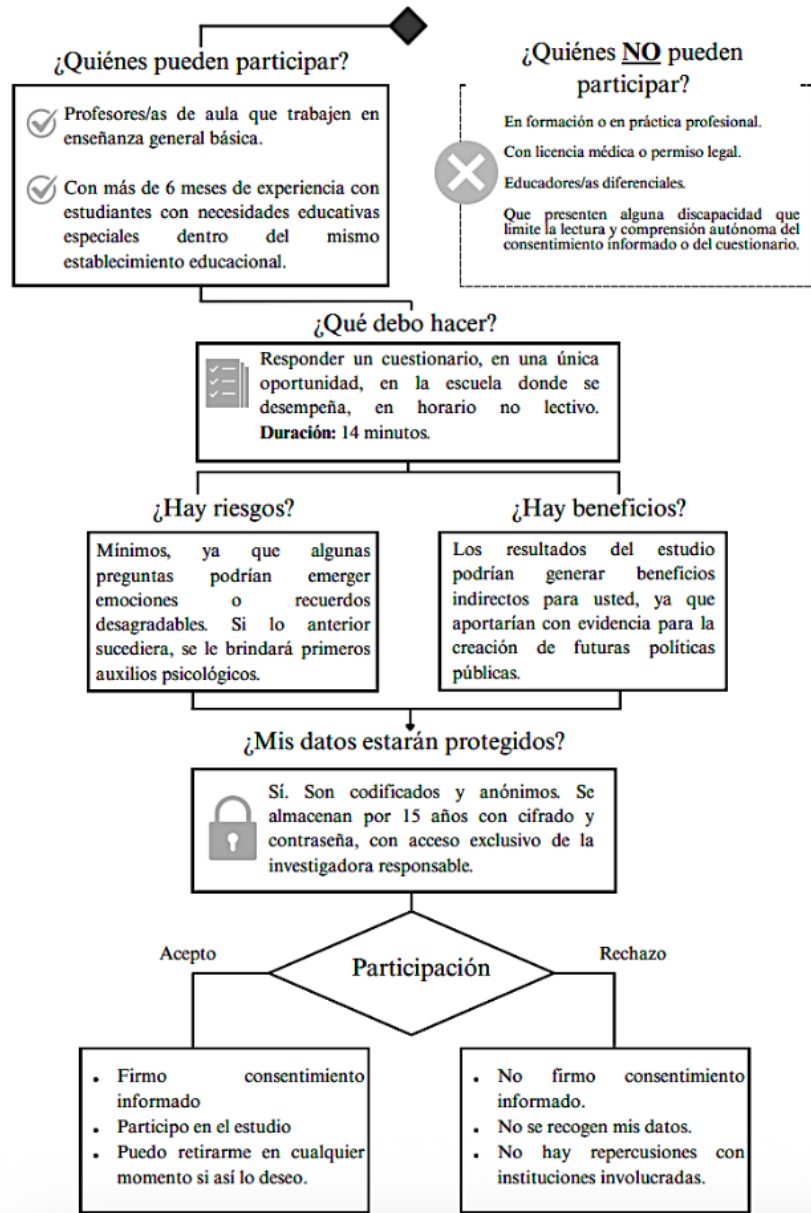 ¿Quiénes pueden participar?
Profesores/as de aula que trabajen en
enseñanza general básica.
Con más de 6 meses de experiencia con
estudiantes con necesidades educativas
especiales dentro del mismo
establecimiento educacional.
¿Quiénes NO pueden
participar?
En formación o en práctica profesional.
Con licencia médica o permiso legal.
Educadores/as diferenciales.
Que presenten alguna discapacidad que
limite la lectura y comprensión autónoma del
consentimiento informado o del cuestionario.
¿Qué debo hacer?
Responder un cuestionario, en una única
oportunidad, en la escuela donde se
desempeña, en horario no lectivo.
Duración: 14 minutos.
¿Hay riesgos?
Mínimos, ya que algunas
preguntas podrían emerger
emociones o recuerdos
desagradables. Si lo anterior
sucediera, se le brindará primeros
auxilios psicológicos.
¿Hay beneficios?
Los resultados del estudio
podrían generar beneficios
indirectos para usted, ya que
aportarían con evidencia para la
creación de futuras políticas
públicas.
¿Mis datos estarán protegidos?
Sí. Son codificados y anónimos. Se
almacenan por 15 años con cifrado y
contraseña, con acceso exclusivo de la
investigadora responsable.
Participación
Acepto
• Firmo consentimiento
informado
• Participo en el estudio
• Puedo retirarme en cualquier
momento si así lo deseo.
Rechazo
• No firmo consentimiento
informado.
• No se recogen mis datos.
• No hay repercusiones con
instituciones involucradas.